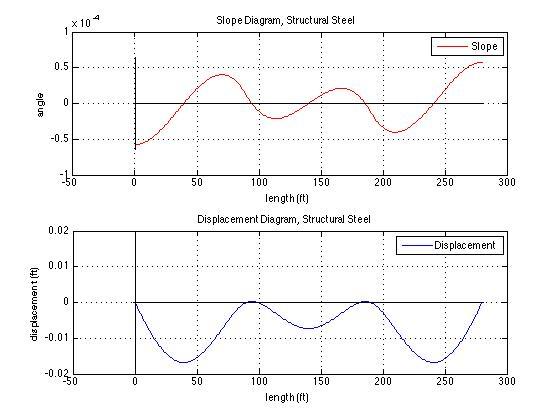 Slope Diagram, Structural Steel
x 10^-4
1
0.5
0
-0.5
-1
angle
Slope
-50 0 50 100 150 200 250 300
length (ft)
Displacement Diagram, Structural Steel
0.02
0.01
0
-0.01
-0.02
displacement (ft)
Displacement
-50 0 50 100 150 200 250 300
length (ft)